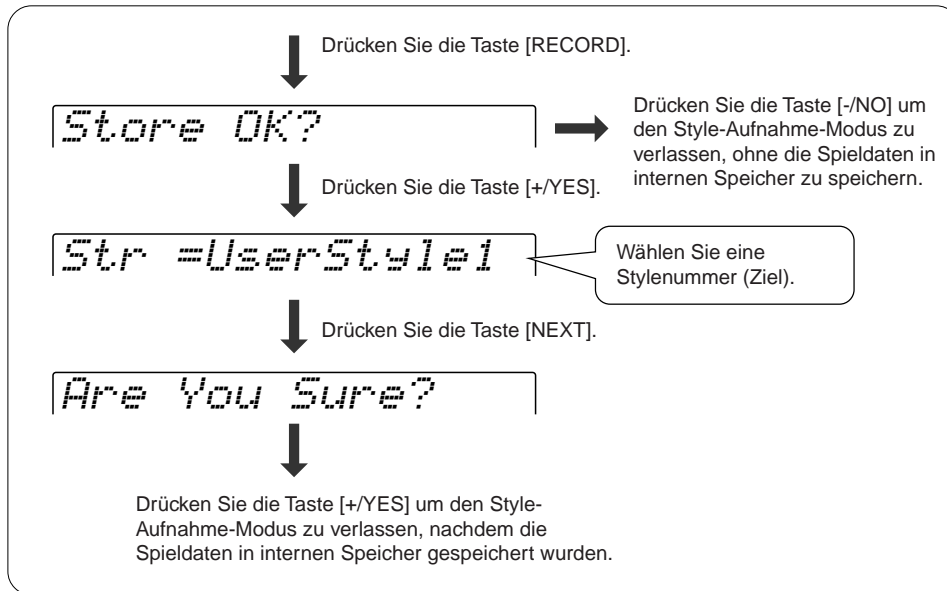 Drücken Sie die Taste [RECORD].
Store OK?
Drücken Sie die Taste [-/NO] um
den Style-Aufnahme-Modus zu
verlassen, ohne die Spieldaten in
internen Speicher zu speichern.
Drücken Sie die Taste [+/YES].
Str =UserStyle1
Wählen Sie eine
Stylenummer (Ziel).
Drücken Sie die Taste [NEXT].
Are You Sure?
Drücken Sie die Taste [+/YES] um den Style-
Aufnahme-Modus zu verlassen, nachdem die
Spieldaten in internen Speicher gespeichert wurden.